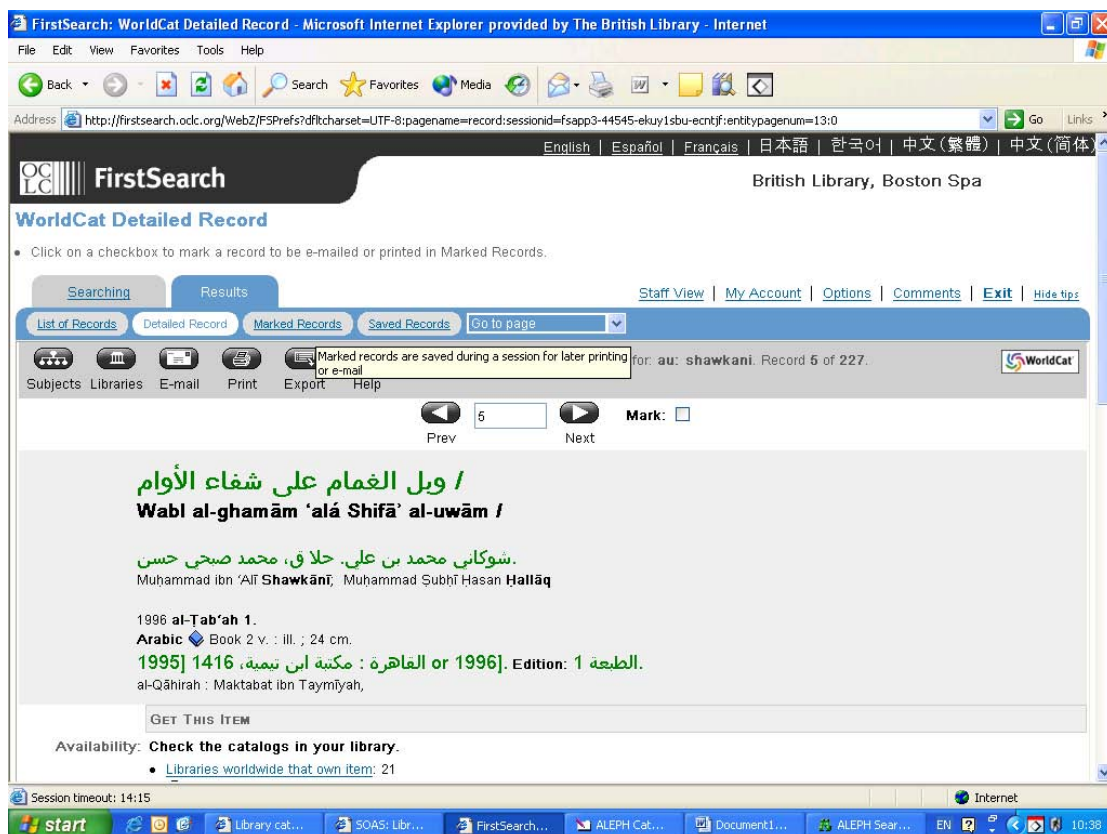 FirstSearch: WorldCat Detailed Record - Microsoft Internet Explorer provided by The British Library - Internet
File Edit View Favorites Tools Help
Back Search Favorites Media
Address http://firstsearch.oclc.org/WebZ/FSPrefs?dfltcharset=UTF-8:pagename=record:sessionid=fsapp3-44545-ekuy1sbu-ecntjf:entitypagenum=13:0 Go Links
English | Español | Français | 日本語 | 한국어 | 中文(繁體) | 中文(简体)
OCLC FirstSearch British Library, Boston Spa
WorldCat Detailed Record
• Click on a checkbox to mark a record to be e-mailed or printed in Marked Records.
Searching Results Staff View | My Account | Options | Comments | Exit | Hide tips
List of Records Detailed Record Marked Records Saved Records Go to page
Marked records are saved during a session for later printing or e-mail
for: au: shawkani. Record 5 of 227. WorldCat
Subjects Libraries E-mail Print Export Help
5 Mark:
Prev Next
وبل الغمام على شفاء الأوام /
Wabl al-ghamām ‘alá Shifā’ al-uwām /
شوكاني محمد بن علي. حلا ق، محمد صبحي حسن.
Muḥammad ibn ‘Alī Shawkānī; Muḥammad Ṣubḥī Ḥasan Ḥallāq
1996 al-Ṭab‘ah 1.
Arabic Book 2 v. : ill. ; 24 cm.
القاهرة : مكتبة ابن تيمية، 1416 [1995 or 1996]. Edition: الطبعة 1.
al-Qāhirah : Maktabat ibn Taymīyah,
GET THIS ITEM
Availability: Check the catalogs in your library.
• Libraries worldwide that own item: 21
Session timeout: 14:15 Internet
start Library cat... SOAS: Libr... FirstSearch... ALEPH Cat... Document1... ALEPH Sear... EN 10:38